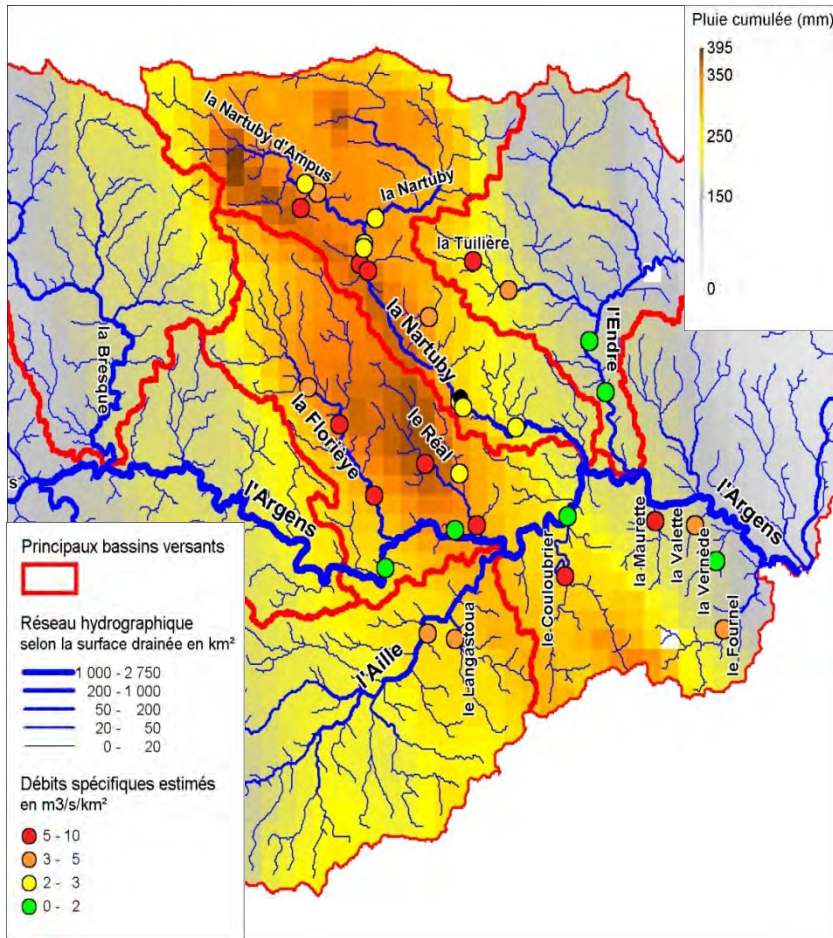 Pluie cumulée (mm)
395
350
250
150
0
la Nartuby d'Ampus
la Nartuby
la Tuilière
l'Endre
la Nartuby
la Bresque
la Florièye
le Réal
l'Argens
s
l'Argens
la Maurette
la Valette
la Vernède
le Couloubrier
le Fournel
l'Aille
le Langastoua
Principaux bassins versants
Réseau hydrographique
selon la surface drainée en km²
1 000 - 2 750
200 - 1 000
50 - 200
20 - 50
0 - 20
Débits spécifiques estimés
en m3/s/km²
5 - 10
3 - 5
2 - 3
0 - 2